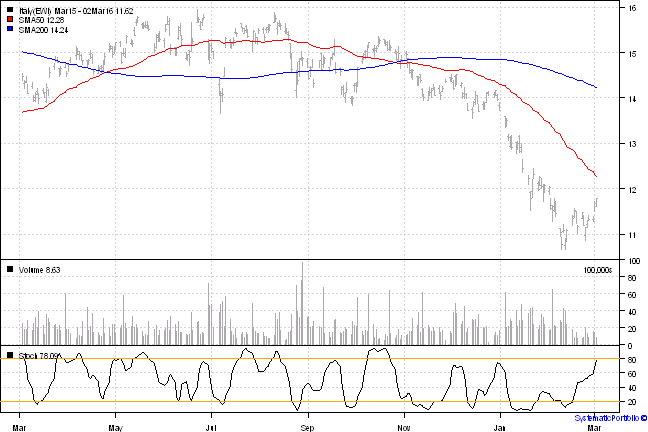 Italy(EWI) Mar15 - 02Mar16 11.62
SMA50 12.28
SMA200 14.24
16
15
14
13
12
11
Volume 8.63
100,000s
100
80
60
40
20
0
Stoch 78.09
80
60
40
20
Mar May Jul Sep Nov Jan Mar
SystematicPortfolio ©